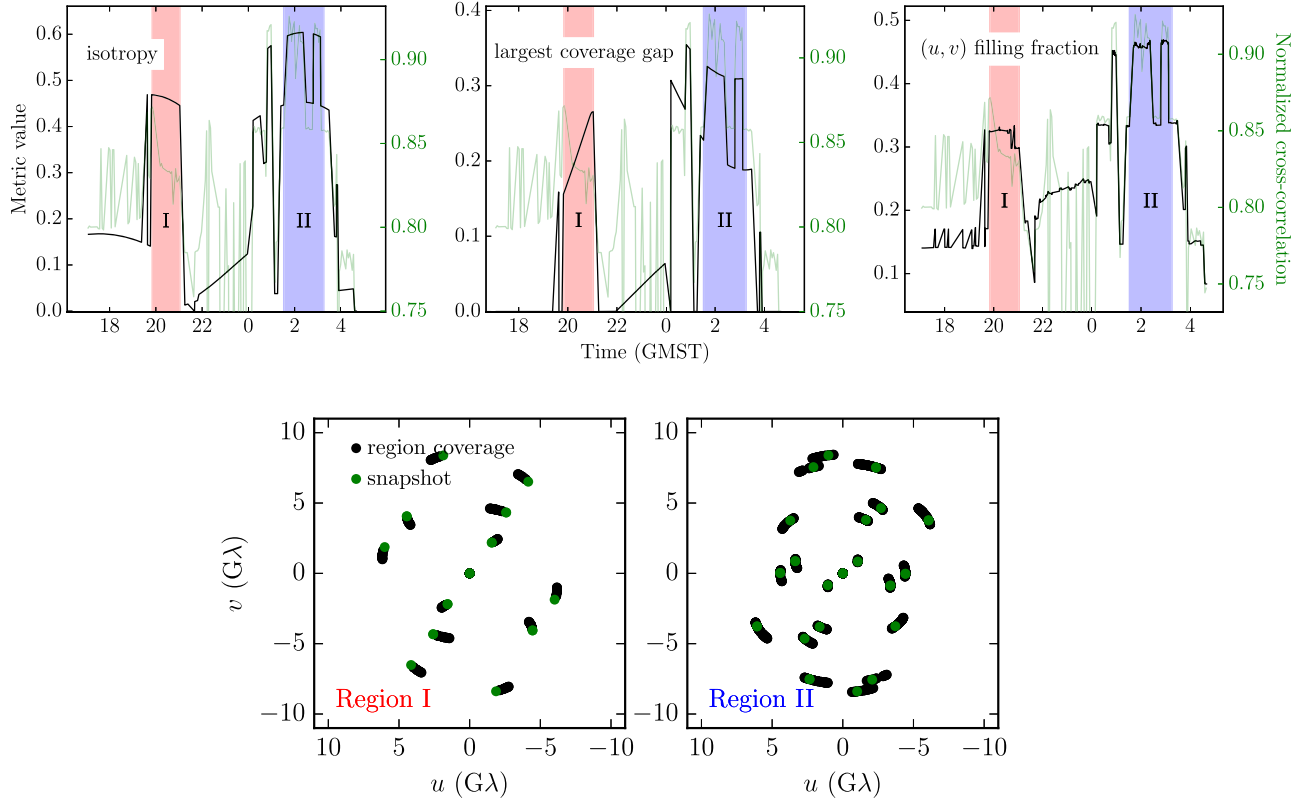 isotropy
largest coverage gap
(u, v) filling fraction
Metric value
Normalized cross-correlation
0.6
0.5
0.4
0.3
0.2
0.1
0.0
I
II
0.90
0.85
0.80
0.75
18 20 22 0 2 4
0.4
0.3
0.2
0.1
0.0
I
II
0.90
0.85
0.80
0.75
18 20 22 0 2 4
0.5
0.4
0.3
0.2
0.1
I
II
0.90
0.85
0.80
0.75
18 20 22 0 2 4
Time (GMST)
region coverage
snapshot
Region I
10
5
0
−5
−10
10 5 0 −5 −10
v (Gλ)
u (Gλ)
Region II
10
5
0
−5
−10
10 5 0 −5 −10
u (Gλ)